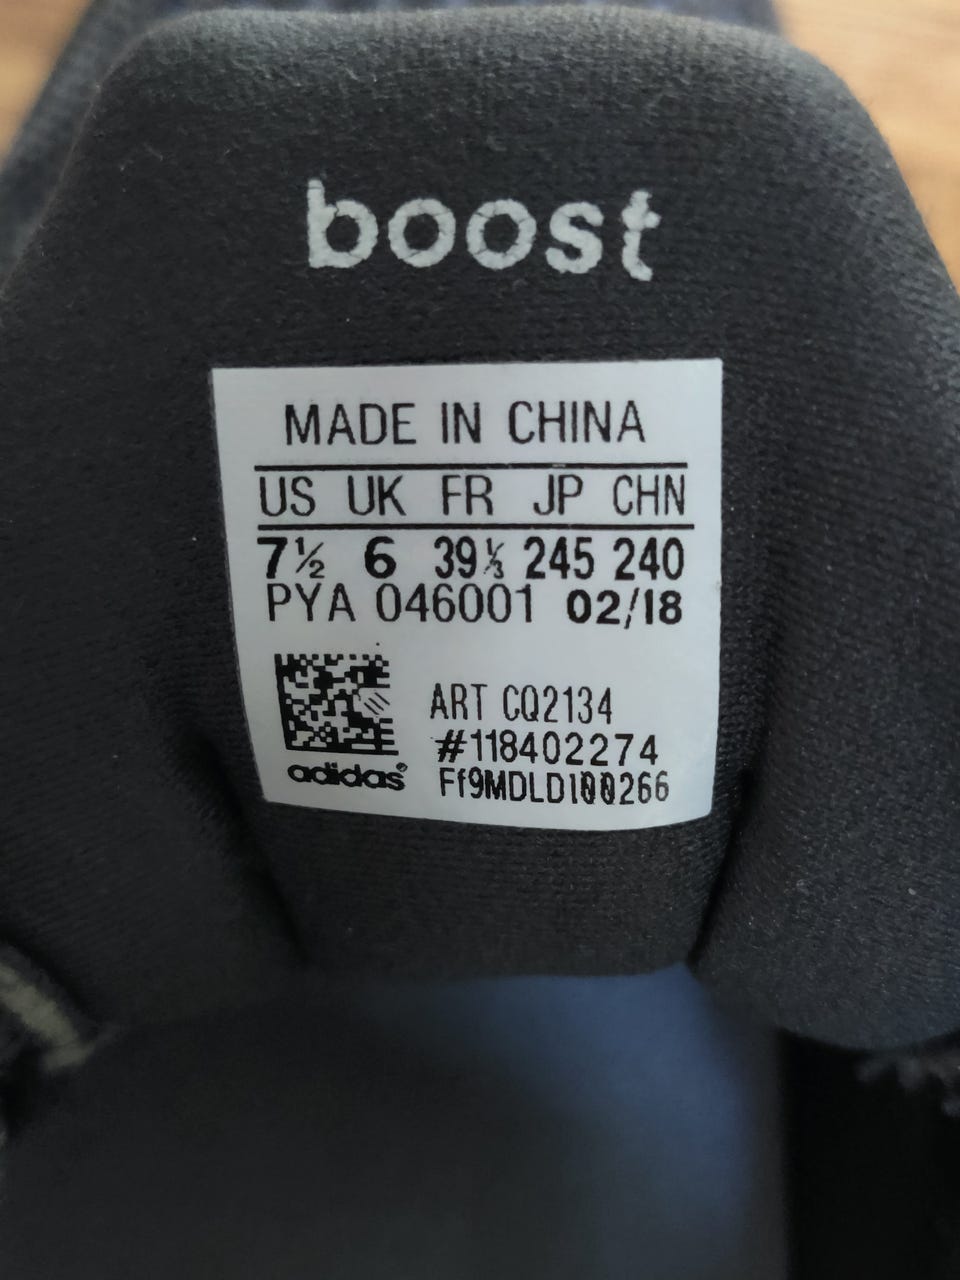 boost
MADE IN CHINA
US UK FR JP CHN
7½ 6 39⅓ 245 240
PYA 046001 02/18
ART CQ2134
#118402274
adidas®
Ff9MDLD100266